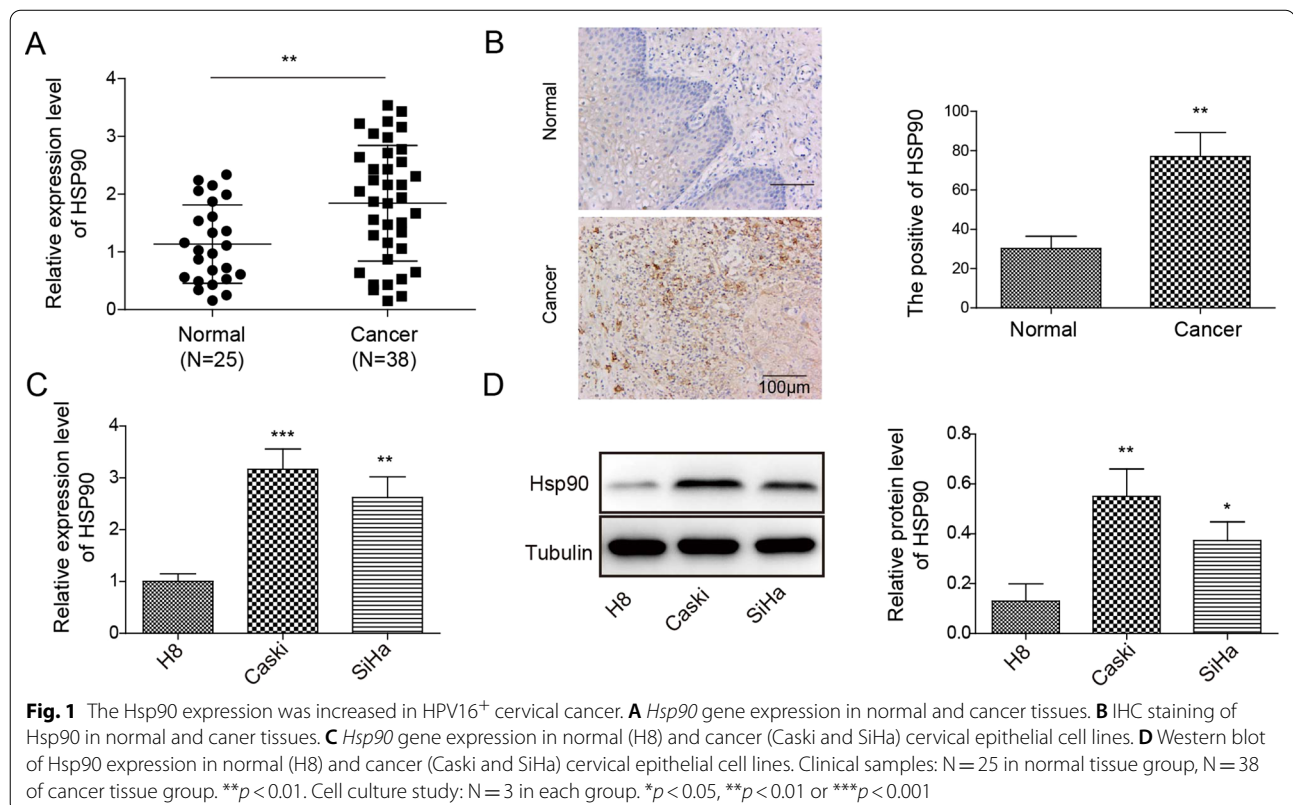 A
Relative expression level
of HSP90
**
4
3
2
1
0
Normal
(N=25)
Cancer
(N=38)
B
Normal
Cancer
100μm
The positive of HSP90
100
80
60
40
20
0
**
Normal
Cancer
C
Relative expression level
of HSP90
4
3
2
1
0
***
**
H8
Caski
SiHa
D
Hsp90
Tubulin
H8
Caski
SiHa
Relative protein level
of HSP90
0.8
0.6
0.4
0.2
0.0
**
*
H8
Caski
SiHa
Fig. 1 The Hsp90 expression was increased in HPV16+ cervical cancer. A Hsp90 gene expression in normal and cancer tissues. B IHC staining of
Hsp90 in normal and caner tissues. C Hsp90 gene expression in normal (H8) and cancer (Caski and SiHa) cervical epithelial cell lines. D Western blot
of Hsp90 expression in normal (H8) and cancer (Caski and SiHa) cervical epithelial cell lines. Clinical samples: N = 25 in normal tissue group, N = 38
of cancer tissue group. **p < 0.01. Cell culture study: N = 3 in each group. *p < 0.05, **p < 0.01 or ***p < 0.001